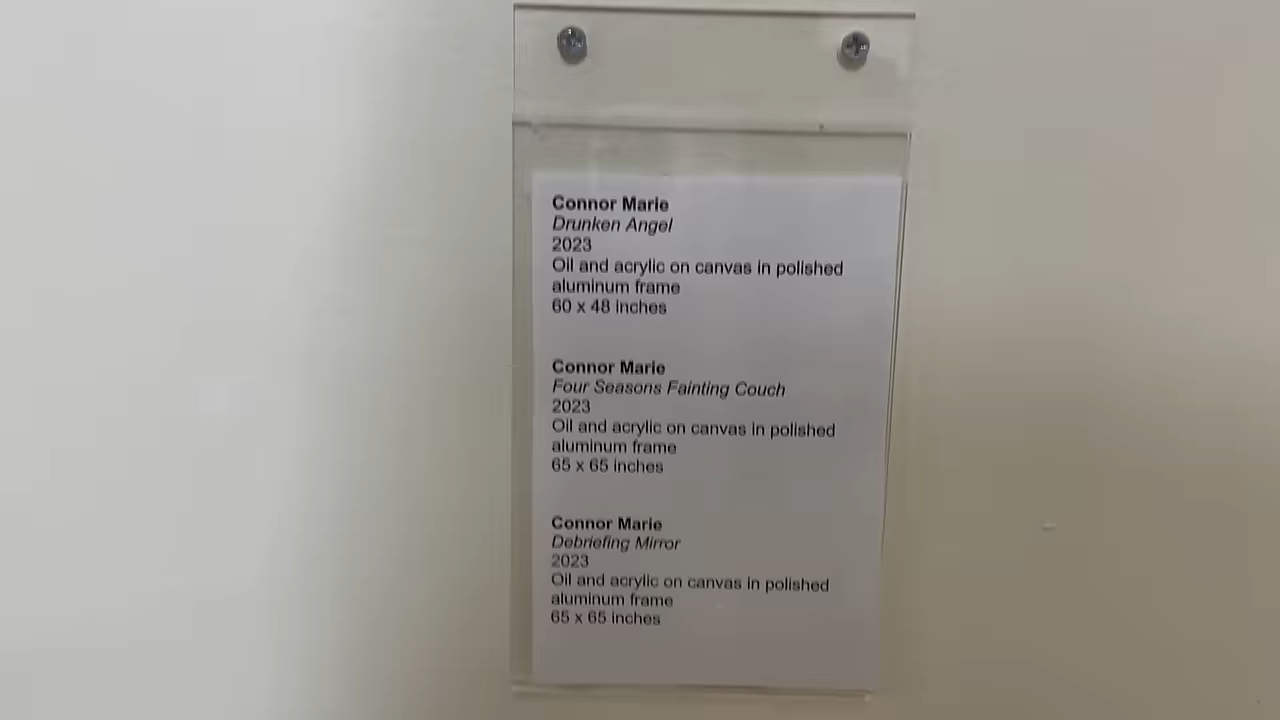 Connor Marie
Drunken Angel
2023
Oil and acrylic on canvas in polished
aluminum frame
60 x 48 inches
Connor Marie
Four Seasons Fainting Couch
2023
Oil and acrylic on canvas in polished
aluminum frame
65 x 65 inches
Connor Marie
Debriefing Mirror
2023
Oil and acrylic on canvas in polished
aluminum frame
65 x 65 inches